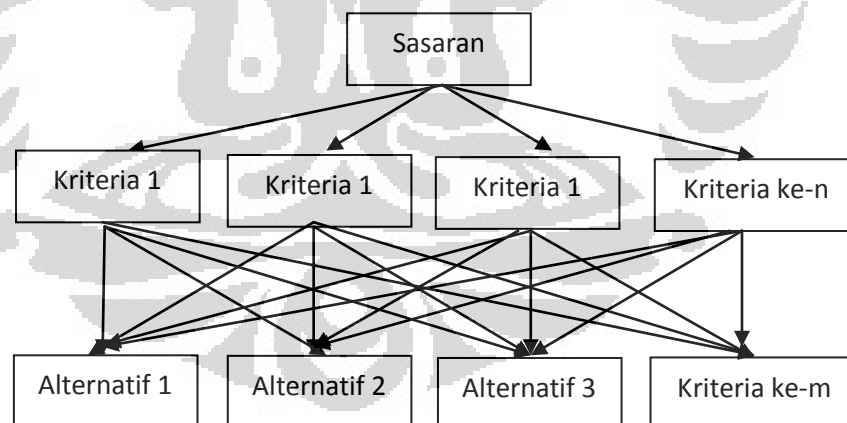 Sasaran
Kriteria 1
Kriteria 1
Kriteria 1
Kriteria ke-n
Alternatif 1
Alternatif 2
Alternatif 3
Kriteria ke-m